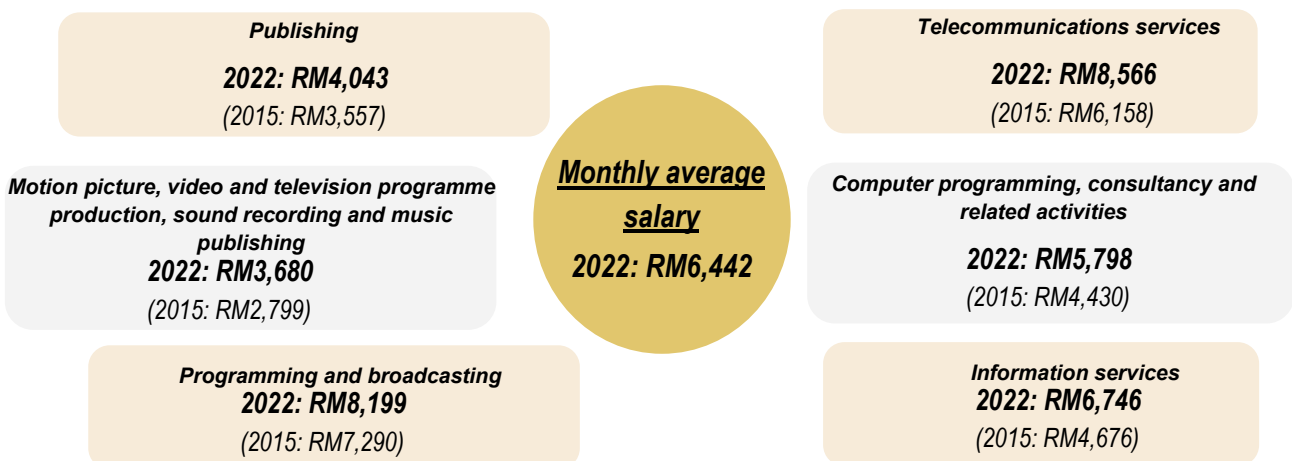 Publishing
2022: RM4,043
(2015: RM3,557)
Motion picture, video and television programme
production, sound recording and music
publishing
2022: RM3,680
(2015: RM2,799)
Programming and broadcasting
2022: RM8,199
(2015: RM7,290)
Monthly average
salary
2022: RM6,442
Telecommunications services
2022: RM8,566
(2015: RM6,158)
Computer programming, consultancy and
related activities
2022: RM5,798
(2015: RM4,430)
Information services
2022: RM6,746
(2015: RM4,676)